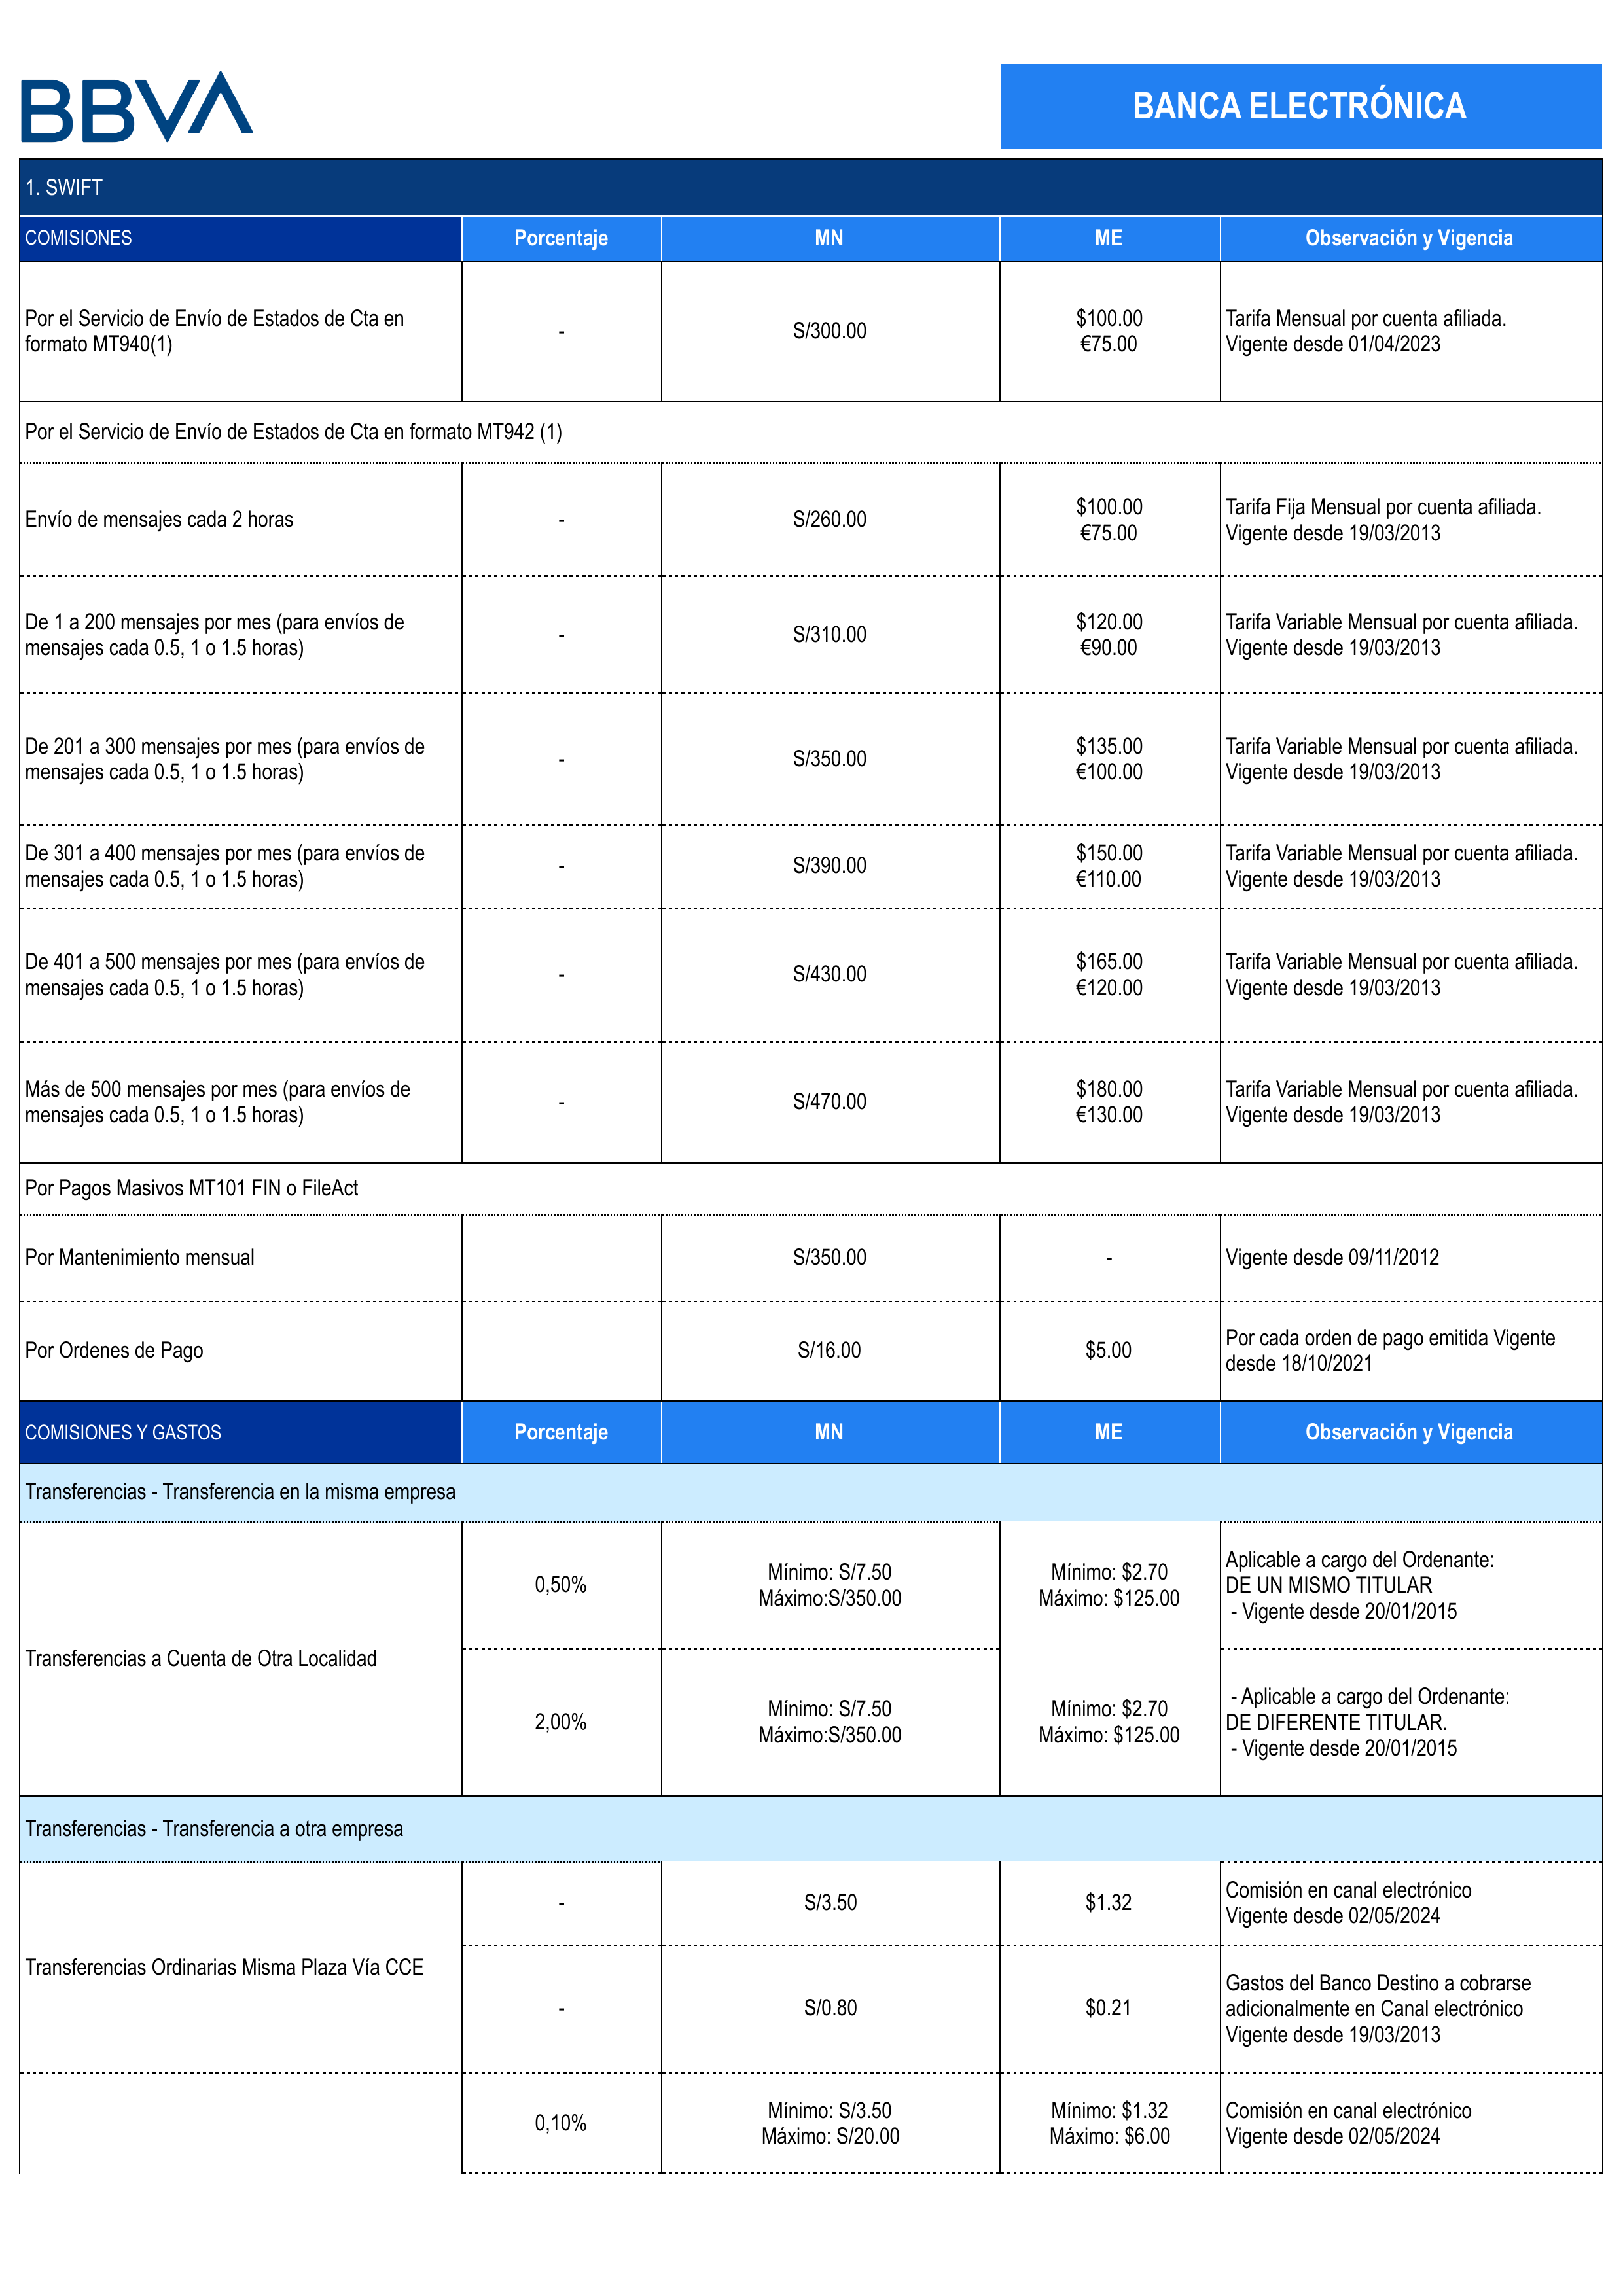 BBVA
BANCA ELECTRÓNICA
1. SWIFT
COMISIONES
Porcentaje
MN
ME
Observación y Vigencia
Por el Servicio de Envío de Estados de Cta en
formato MT940(1)
-
S/300.00
$100.00
€75.00
Tarifa Mensual por cuenta afiliada.
Vigente desde 01/04/2023
Por el Servicio de Envío de Estados de Cta en formato MT942 (1)
Envío de mensajes cada 2 horas
-
S/260.00
$100.00
€75.00
Tarifa Fija Mensual por cuenta afiliada.
Vigente desde 19/03/2013
De 1 a 200 mensajes por mes (para envíos de
mensajes cada 0.5, 1 o 1.5 horas)
-
S/310.00
$120.00
€90.00
Tarifa Variable Mensual por cuenta afiliada.
Vigente desde 19/03/2013
De 201 a 300 mensajes por mes (para envíos de
mensajes cada 0.5, 1 o 1.5 horas)
-
S/350.00
$135.00
€100.00
Tarifa Variable Mensual por cuenta afiliada.
Vigente desde 19/03/2013
De 301 a 400 mensajes por mes (para envíos de
mensajes cada 0.5, 1 o 1.5 horas)
-
S/390.00
$150.00
€110.00
Tarifa Variable Mensual por cuenta afiliada.
Vigente desde 19/03/2013
De 401 a 500 mensajes por mes (para envíos de
mensajes cada 0.5, 1 o 1.5 horas)
-
S/430.00
$165.00
€120.00
Tarifa Variable Mensual por cuenta afiliada.
Vigente desde 19/03/2013
Más de 500 mensajes por mes (para envíos de
mensajes cada 0.5, 1 o 1.5 horas)
-
S/470.00
$180.00
€130.00
Tarifa Variable Mensual por cuenta afiliada.
Vigente desde 19/03/2013
Por Pagos Masivos MT101 FIN o FileAct
Por Mantenimiento mensual
S/350.00
-
Vigente desde 09/11/2012
Por Ordenes de Pago
S/16.00
$5.00
Por cada orden de pago emitida Vigente
desde 18/10/2021
COMISIONES Y GASTOS
Porcentaje
MN
ME
Observación y Vigencia
Transferencias - Transferencia en la misma empresa
Transferencias a Cuenta de Otra Localidad
0,50%
Mínimo: S/7.50
Máximo:S/350.00
Mínimo: $2.70
Máximo: $125.00
Aplicable a cargo del Ordenante:
DE UN MISMO TITULAR
- Vigente desde 20/01/2015
2,00%
Mínimo: S/7.50
Máximo:S/350.00
Mínimo: $2.70
Máximo: $125.00
- Aplicable a cargo del Ordenante:
DE DIFERENTE TITULAR.
- Vigente desde 20/01/2015
Transferencias - Transferencia a otra empresa
Transferencias Ordinarias Misma Plaza Vía CCE
-
S/3.50
$1.32
Comisión en canal electrónico
Vigente desde 02/05/2024
-
S/0.80
$0.21
Gastos del Banco Destino a cobrarse
adicionalmente en Canal electrónico
Vigente desde 19/03/2013
0,10%
Mínimo: S/3.50
Máximo: S/20.00
Mínimo: $1.32
Máximo: $6.00
Comisión en canal electrónico
Vigente desde 02/05/2024